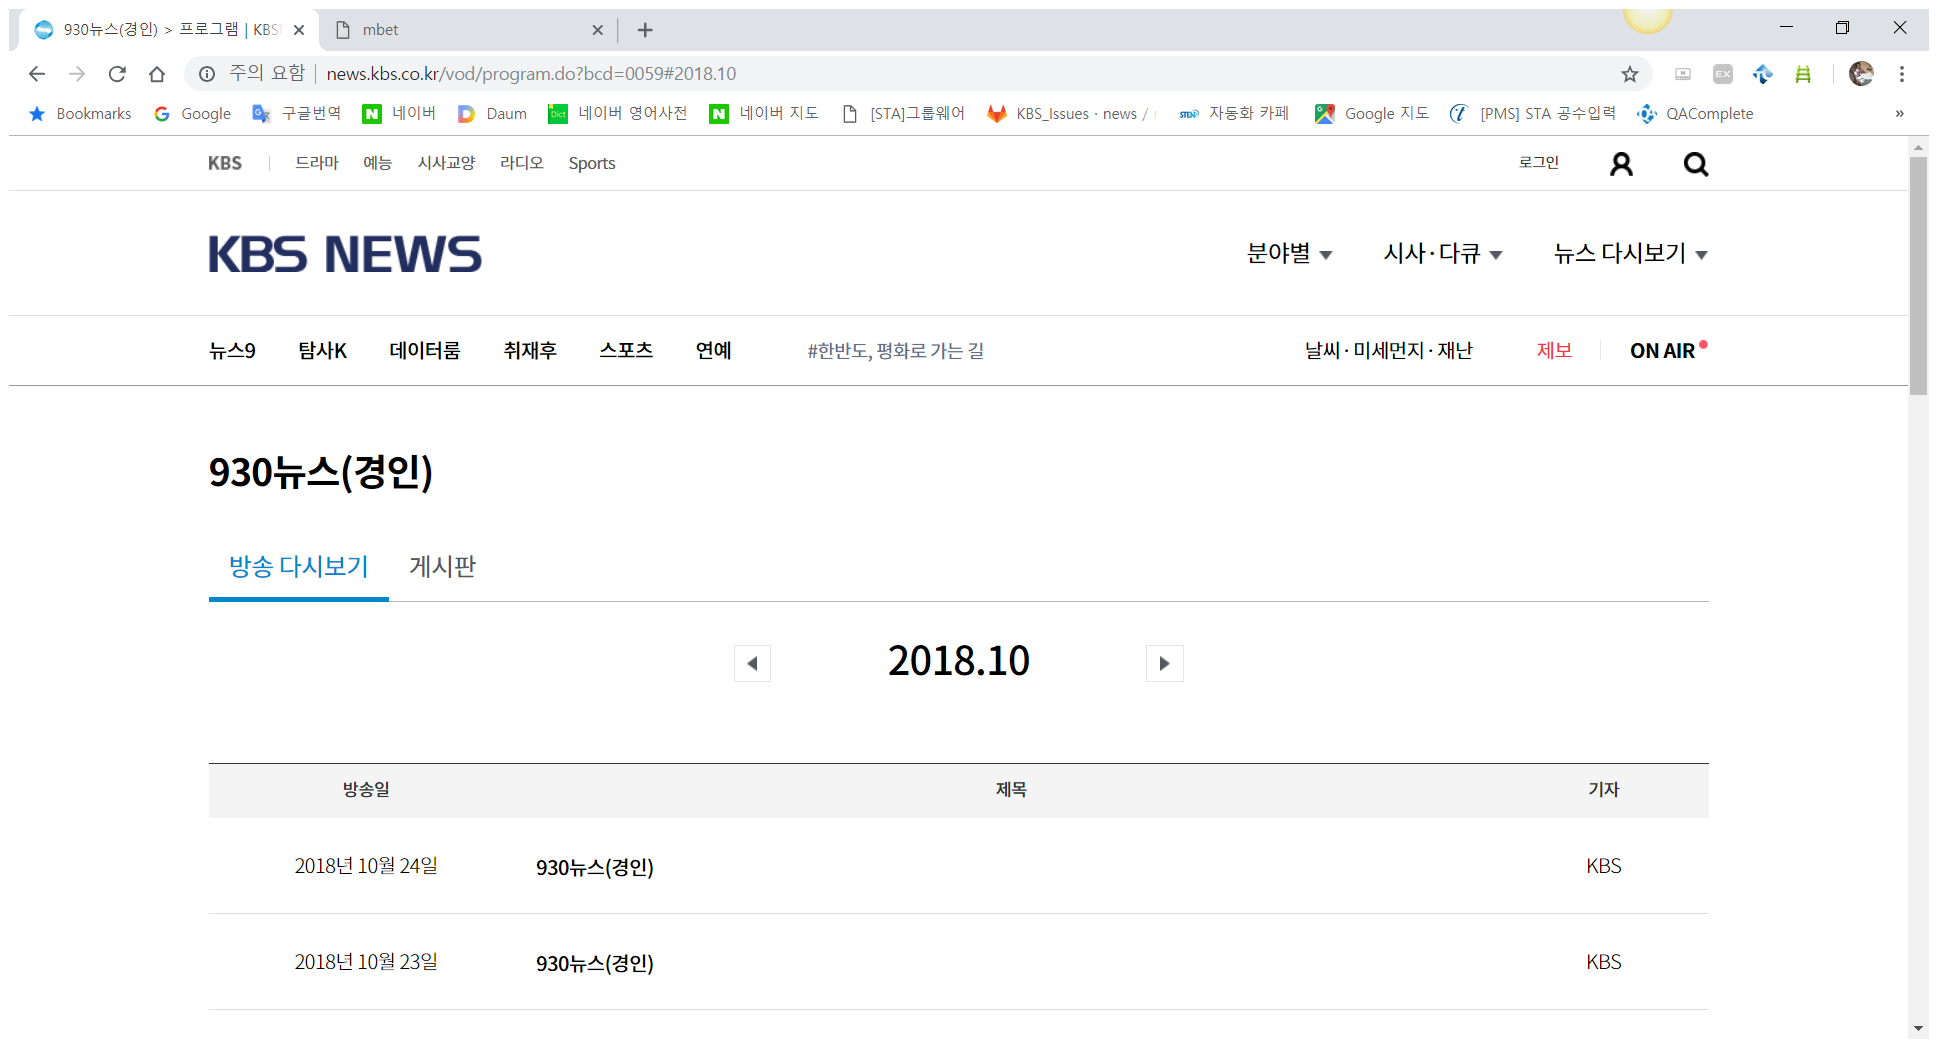 930뉴스(경인) > 프로그램 | KBS
mbet
주의 요함 | news.kbs.co.kr/vod/program.do?bcd=0059#2018.10
EX
Bookmarks Google 구글번역 네이버 Daum 네이버 영어사전 네이버 지도 [STA]그룹웨어 KBS_Issues · news / 자동화 카페 Google 지도 [PMS] STA 공수입력 QAComplete »
KBS 드라마 예능 시사교양 라디오 Sports 로그인
KBS NEWS 분야별 시사·다큐 뉴스 다시보기
뉴스9 탐사K 데이터룸 취재후 스포츠 연예 #한반도, 평화로 가는 길 날씨·미세먼지·재난 제보 ON AIR
930뉴스(경인)
방송 다시보기 게시판
2018.10
방송일 제목 기자
2018년 10월 24일 930뉴스(경인) KBS
2018년 10월 23일 930뉴스(경인) KBS